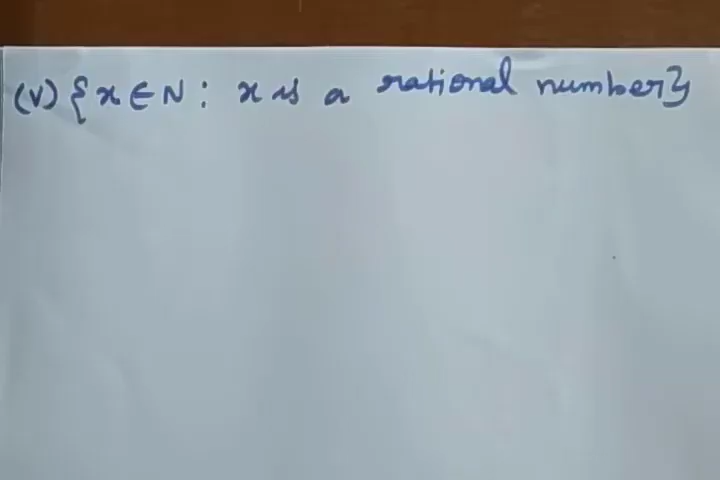 (v) {x ∈ N : x is a rational number}